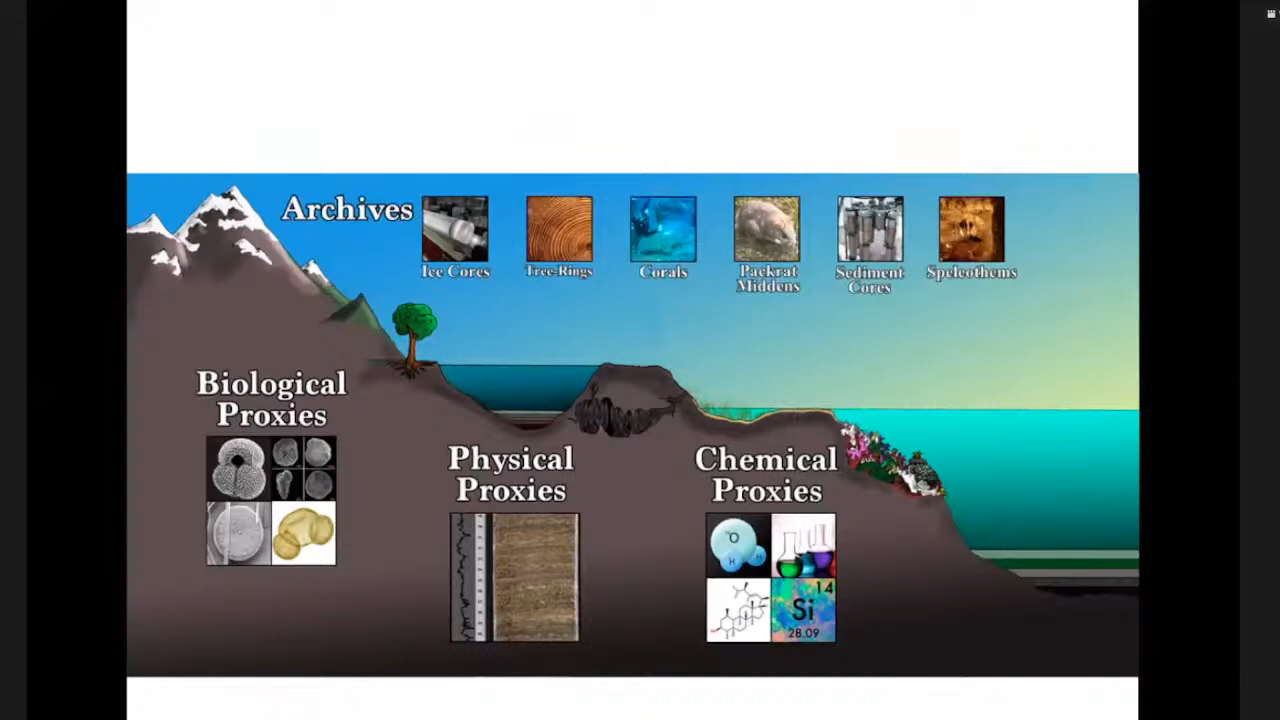 Archives
Ice Cores
Tree-Rings
Corals
Packrat
Middens
Sediment
Cores
Speleothems
Biological
Proxies
Physical
Proxies
Chemical
Proxies
O
H
H
14
Si
28.09